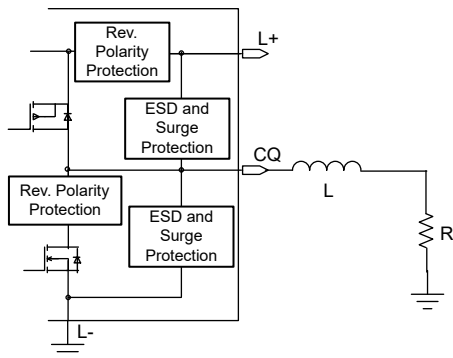 Rev.
Polarity
Protection
L+
ESD and
Surge
Protection
CQ
L
Rev. Polarity
Protection
ESD and
Surge
Protection
R
L-